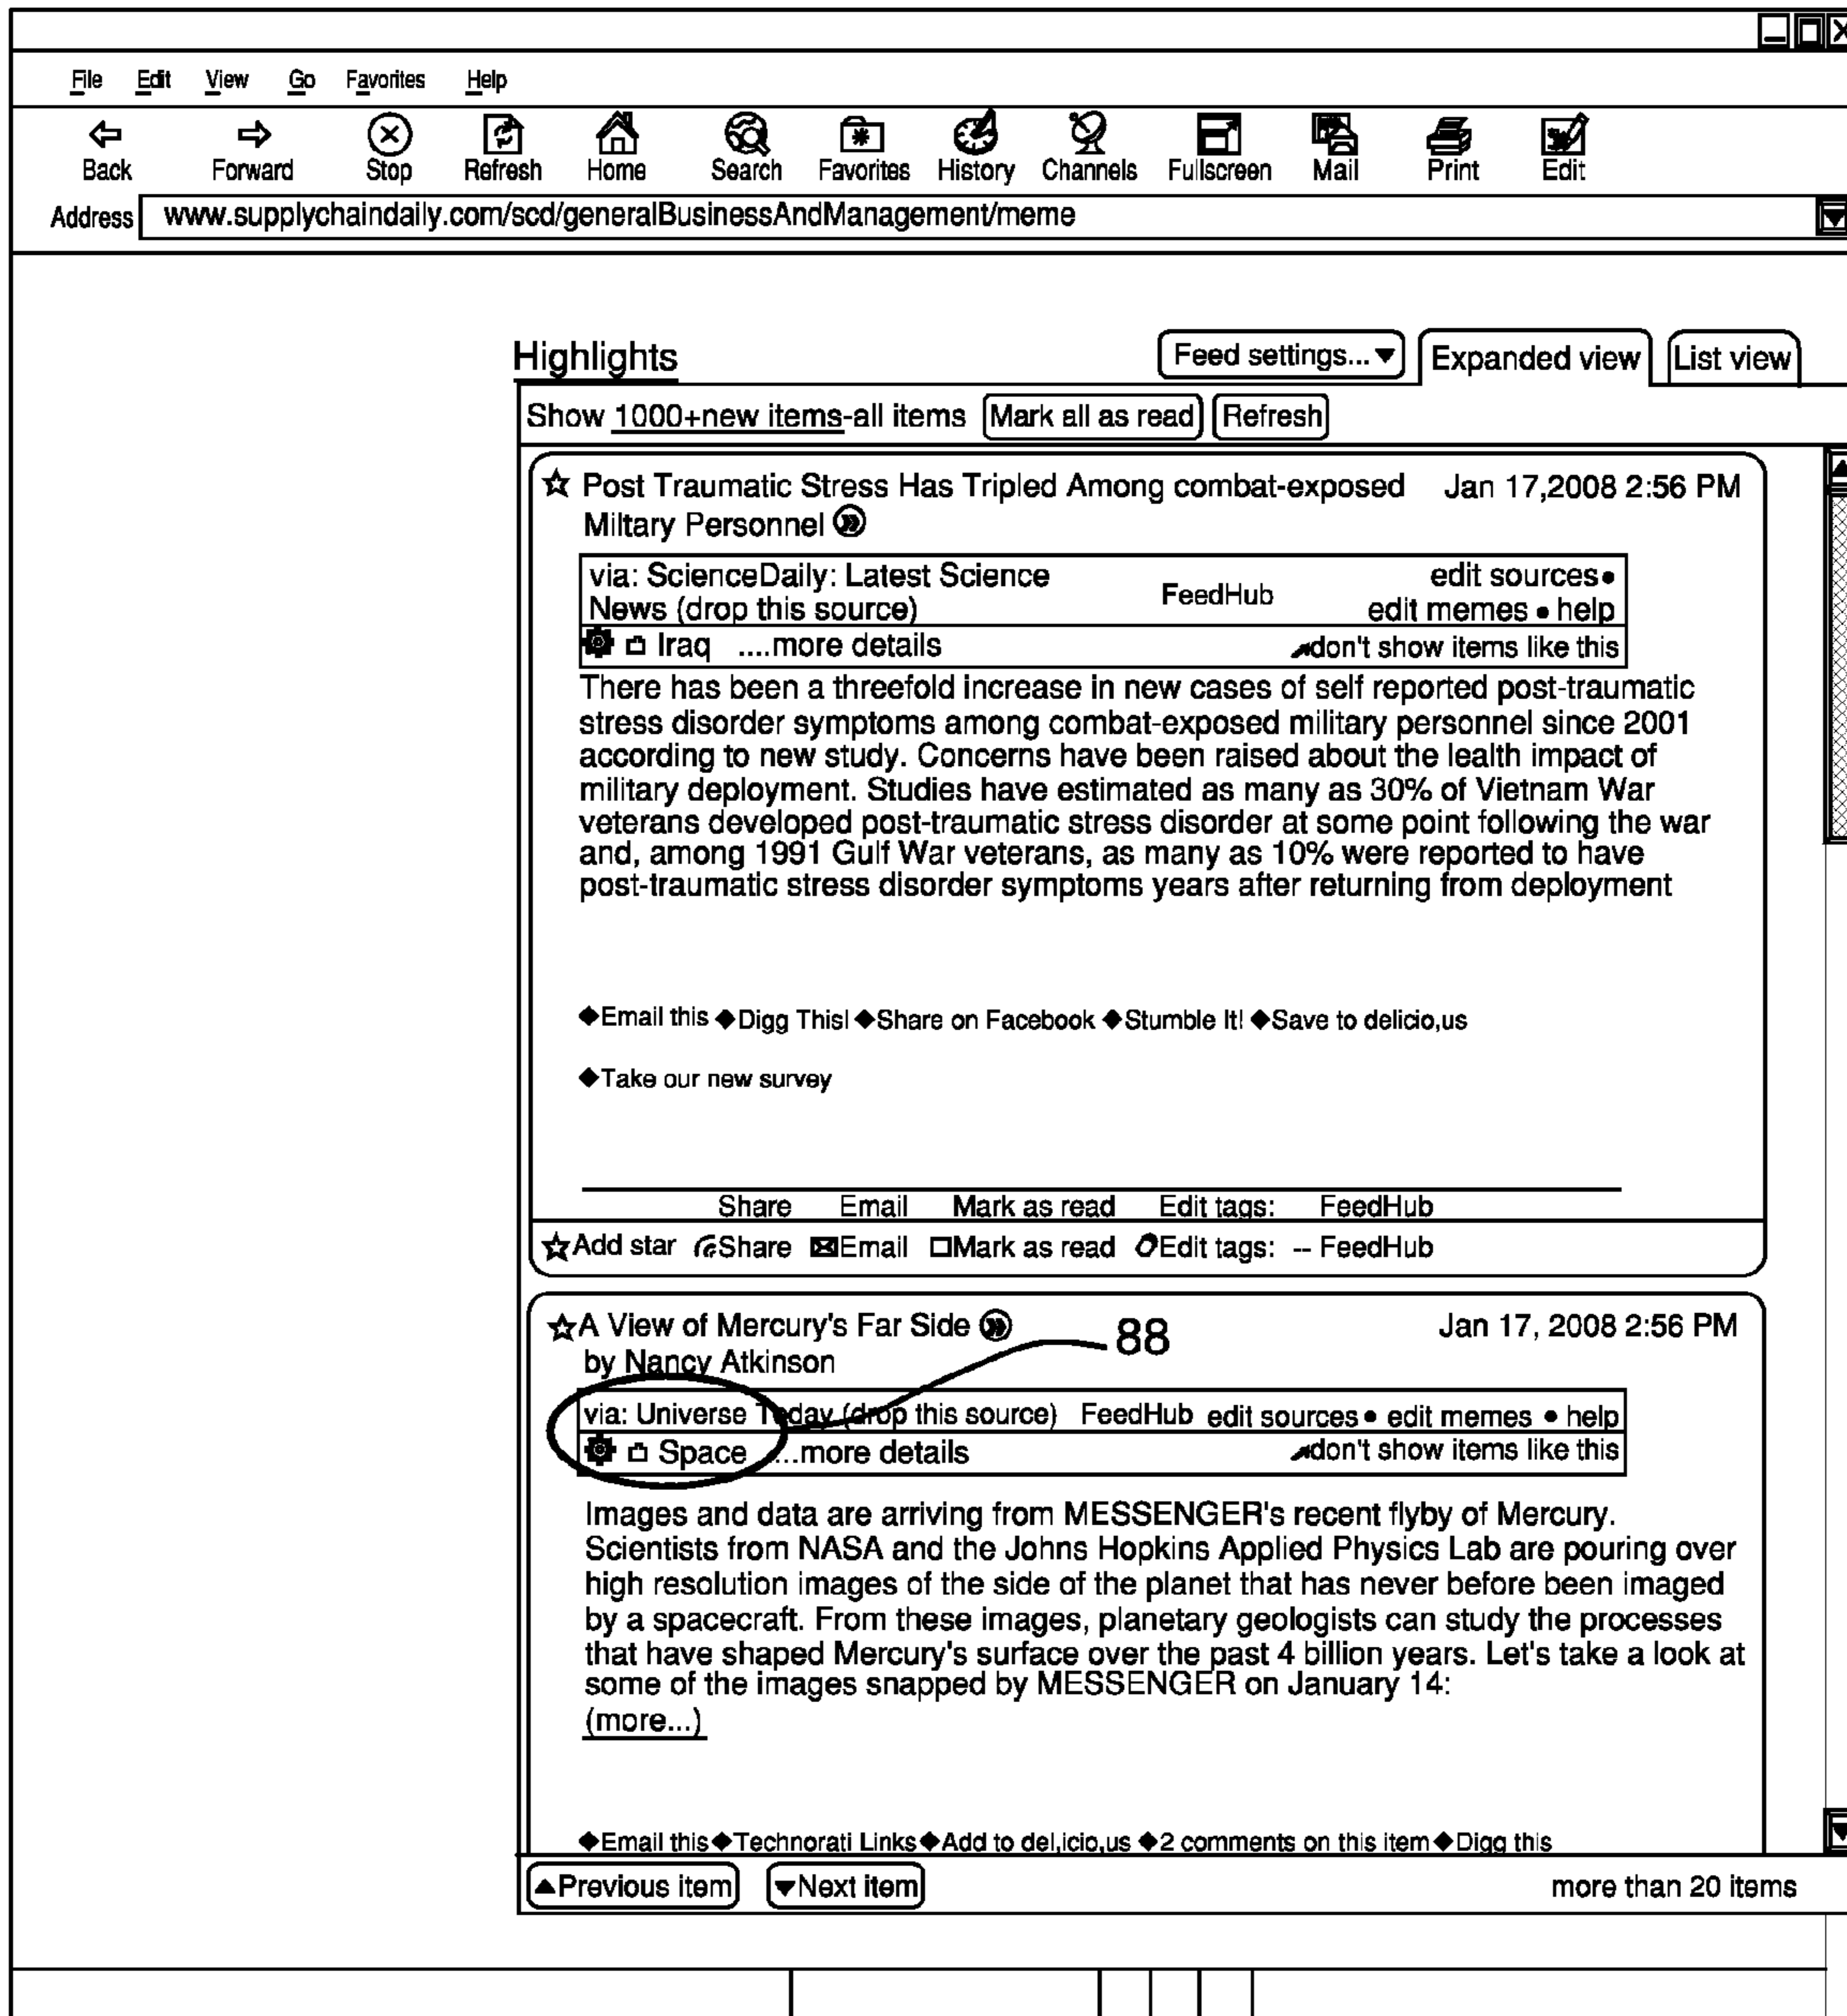 File Edit View Go Favorites Help
Back Forward Stop Refresh Home Search Favorites History Channels Fullscreen Mail Print Edit
Address www.supplychaindaily.com/scd/generalBusinessAndManagement/meme
Highlights Feed settings... Expanded view List view
Show 1000+new items-all items Mark all as read Refresh
Post Traumatic Stress Has Tripled Among combat-exposed Jan 17,2008 2:56 PM
Miltary Personnel
via: ScienceDaily: Latest Science edit sources•
News (drop this source) FeedHub edit memes • help
Iraq ....more details don't show items like this
There has been a threefold increase in new cases of self reported post-traumatic
stress disorder symptoms among combat-exposed military personnel since 2001
according to new study. Concerns have been raised about the lealth impact of
military deployment. Studies have estimated as many as 30% of Vietnam War
veterans developed post-traumatic stress disorder at some point following the war
and, among 1991 Gulf War veterans, as many as 10% were reported to have
post-traumatic stress disorder symptoms years after returning from deployment
◆Email this ◆Digg This! ◆Share on Facebook ◆Stumble It! ◆Save to delicio,us
◆Take our new survey
Share Email Mark as read Edit tags: FeedHub
Add star Share Email Mark as read Edit tags: -- FeedHub
A View of Mercury's Far Side 88 Jan 17, 2008 2:56 PM
by Nancy Atkinson
via: Universe Today (drop this source) FeedHub edit sources • edit memes • help
Space ....more details don't show items like this
Images and data are arriving from MESSENGER's recent flyby of Mercury.
Scientists from NASA and the Johns Hopkins Applied Physics Lab are pouring over
high resolution images of the side of the planet that has never before been imaged
by a spacecraft. From these images, planetary geologists can study the processes
that have shaped Mercury's surface over the past 4 billion years. Let's take a look at
some of the images snapped by MESSENGER on January 14:
(more...)
◆Email this◆Technorati Links◆Add to del,icio,us ◆2 comments on this item◆Digg this
▲Previous item ▼Next item more than 20 items